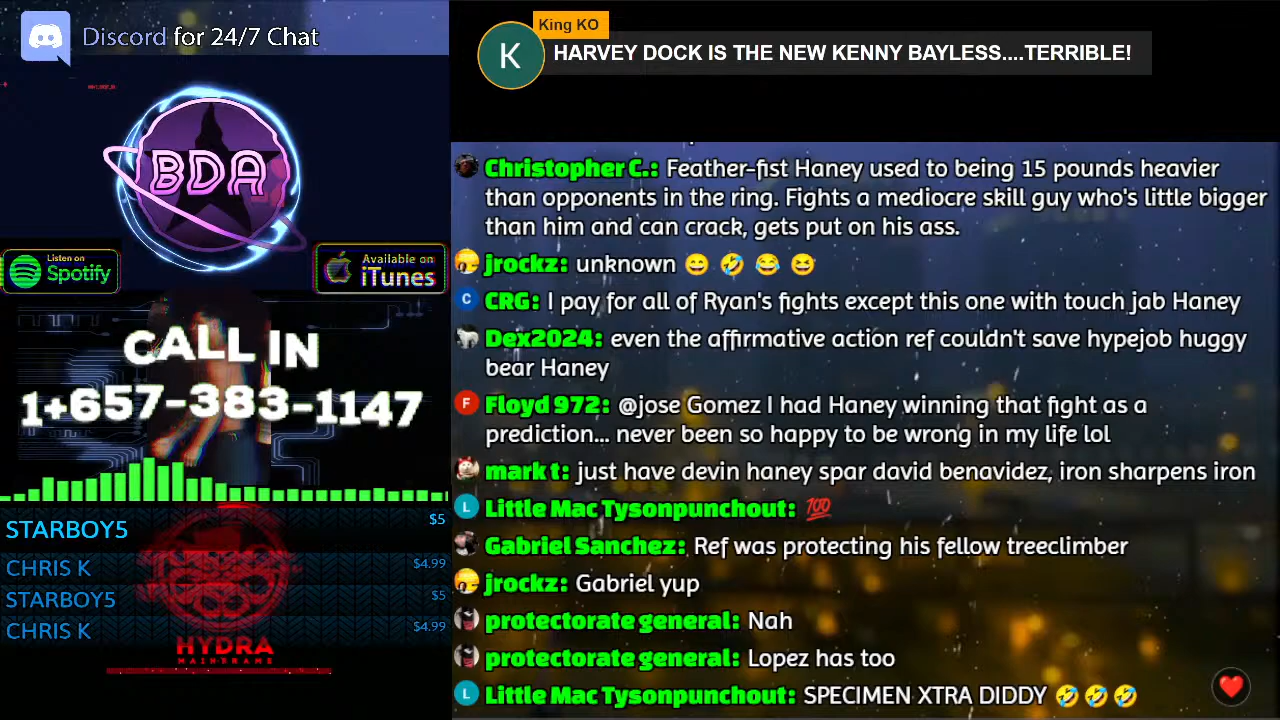 Discord for 24/7 Chat
King KO
K
HARVEY DOCK IS THE NEW KENNY BAYLESS....TERRIBLE!
BDA
Listen on
Spotify
Available on
iTunes
CALL IN
1+657-383-1147
STARBOY5 $5
CHRIS K $4.99
STARBOY5 $5
CHRIS K $4.99
HYDRA
MAINFRAME
Christopher C.: Feather-fist Haney used to being 15 pounds heavier
than opponents in the ring. Fights a mediocre skill guy who's little bigger
than him and can crack, gets put on his ass.
jrockz: unknown 😄 🤣 😂 😆
C CRG: I pay for all of Ryan's fights except this one with touch jab Haney
Dex2024: even the affirmative action ref couldn't save hypejob huggy
bear Haney
F Floyd 972: @jose Gomez I had Haney winning that fight as a
prediction... never been so happy to be wrong in my life lol
mark t: just have devin haney spar david benavidez, iron sharpens iron
L Little Mac Tysonpunchout: 💯
Gabriel Sanchez: Ref was protecting his fellow treeclimber
jrockz: Gabriel yup
protectorate general: Nah
protectorate general: Lopez has too
L Little Mac Tysonpunchout: SPECIMEN XTRA DIDDY 🤣 🤣 🤣